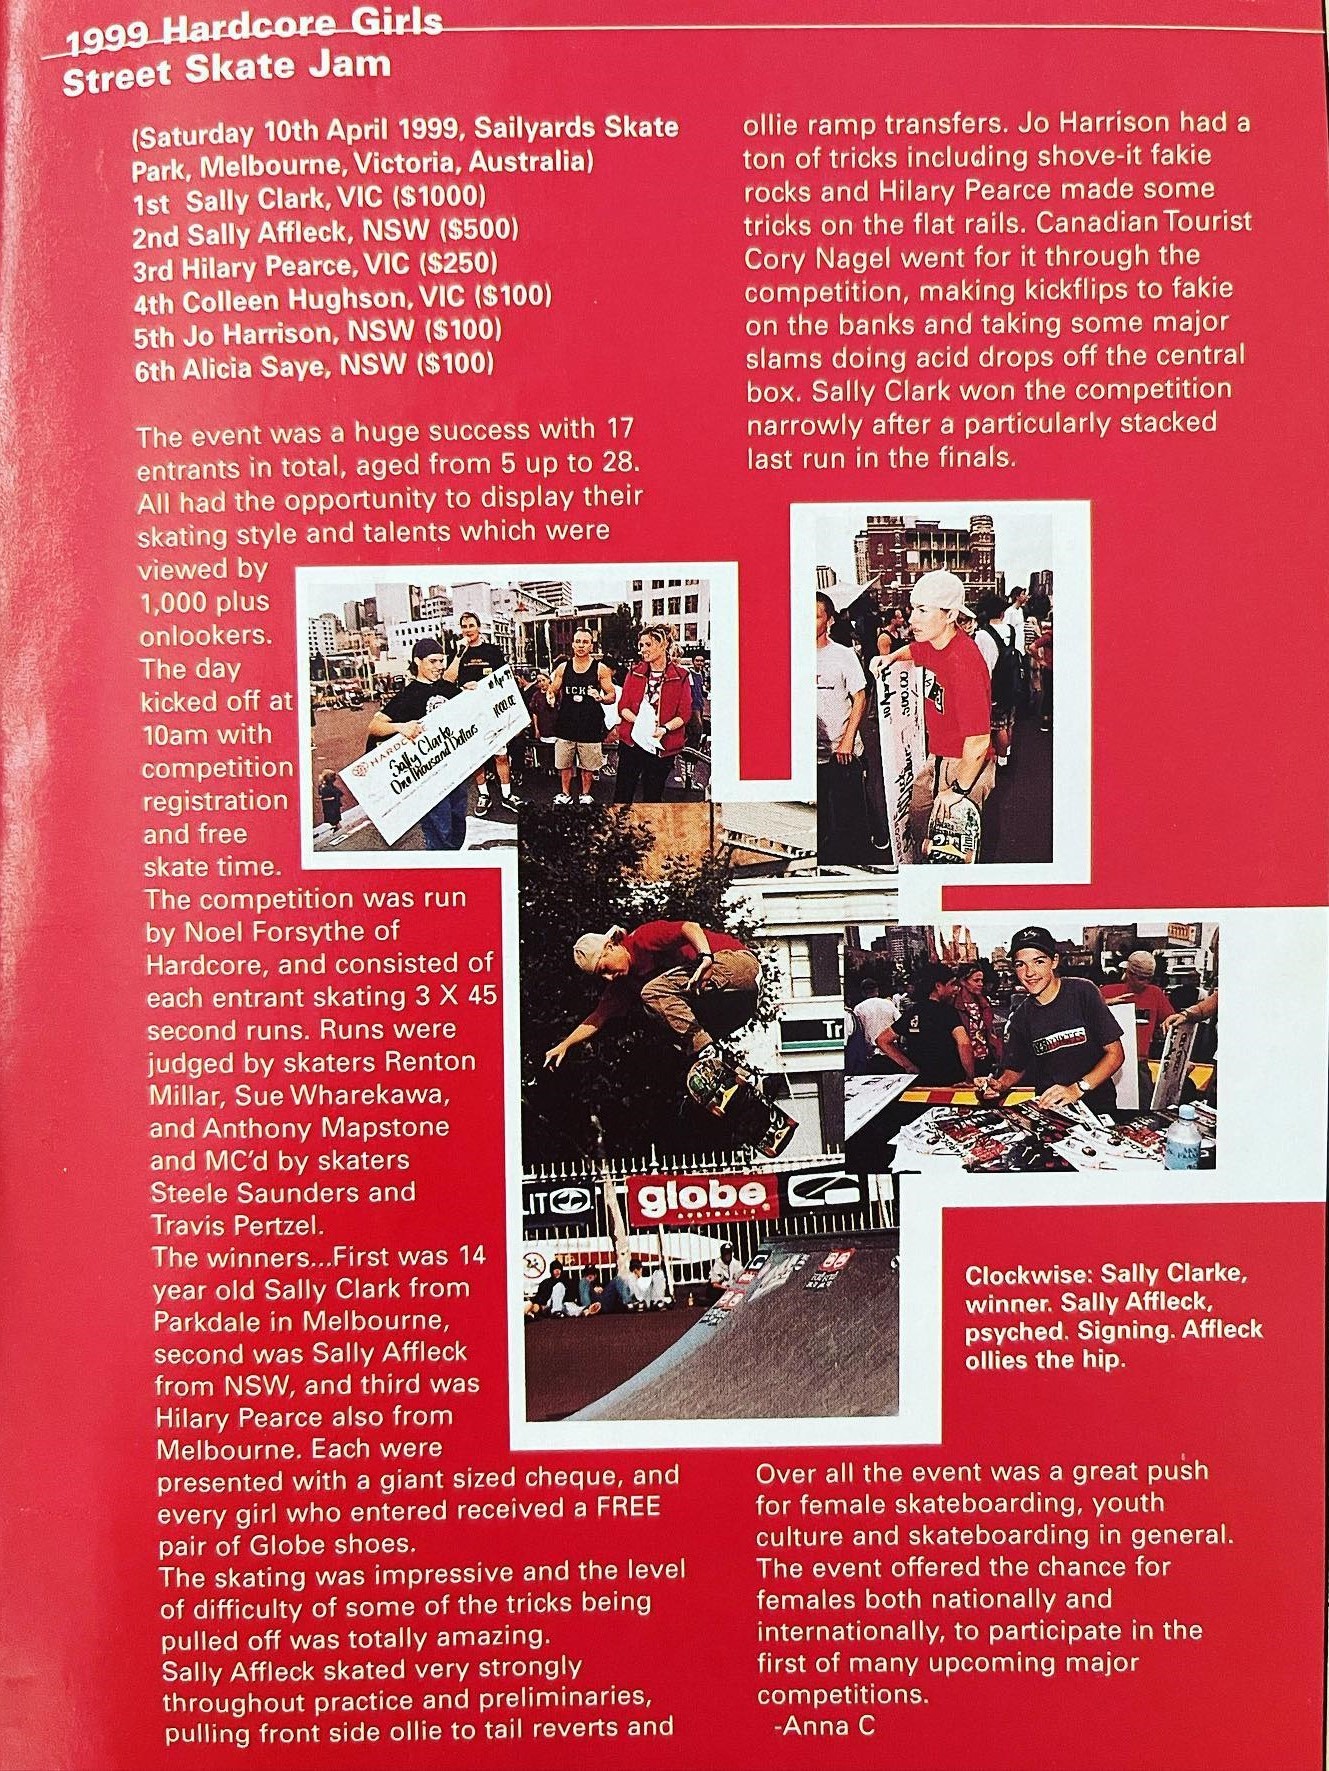 1999 Hardcore Girls
Street Skate Jam
(Saturday 10th April 1999, Sailyards Skate
Park, Melbourne, Victoria, Australia)
1st Sally Clark, VIC ($1000)
2nd Sally Affleck, NSW ($500)
3rd Hilary Pearce, VIC ($250)
4th Colleen Hughson, VIC ($100)
5th Jo Harrison, NSW ($100)
6th Alicia Saye, NSW ($100)
The event was a huge success with 17
entrants in total, aged from 5 up to 28.
All had the opportunity to display their
skating style and talents which were
viewed by
1,000 plus
onlookers.
The day
kicked off at
10am with
competition
registration
and free
skate time.
The competition was run
by Noel Forsythe of
Hardcore, and consisted of
each entrant skating 3 X 45
second runs. Runs were
judged by skaters Renton
Millar, Sue Wharekawa,
and Anthony Mapstone
and MC'd by skaters
Steele Saunders and
Travis Pertzel.
The winners...First was 14
year old Sally Clark from
Parkdale in Melbourne,
second was Sally Affleck
from NSW, and third was
Hilary Pearce also from
Melbourne. Each were
presented with a giant sized cheque, and
every girl who entered received a FREE
pair of Globe shoes.
The skating was impressive and the level
of difficulty of some of the tricks being
pulled off was totally amazing.
Sally Affleck skated very strongly
throughout practice and preliminaries,
pulling front side ollie to tail reverts and
ollie ramp transfers. Jo Harrison had a
ton of tricks including shove-it fakie
rocks and Hilary Pearce made some
tricks on the flat rails. Canadian Tourist
Cory Nagel went for it through the
competition, making kickflips to fakie
on the banks and taking some major
slams doing acid drops off the central
box. Sally Clark won the competition
narrowly after a particularly stacked
last run in the finals.
HARDCORE
Sally Clarke
One Thousand Dollars
1000.00
Tr
globe
AUSTRALIA
Clockwise: Sally Clarke,
winner. Sally Affleck,
psyched. Signing. Affleck
ollies the hip.
Over all the event was a great push
for female skateboarding, youth
culture and skateboarding in general.
The event offered the chance for
females both nationally and
internationally, to participate in the
first of many upcoming major
competitions.
-Anna C